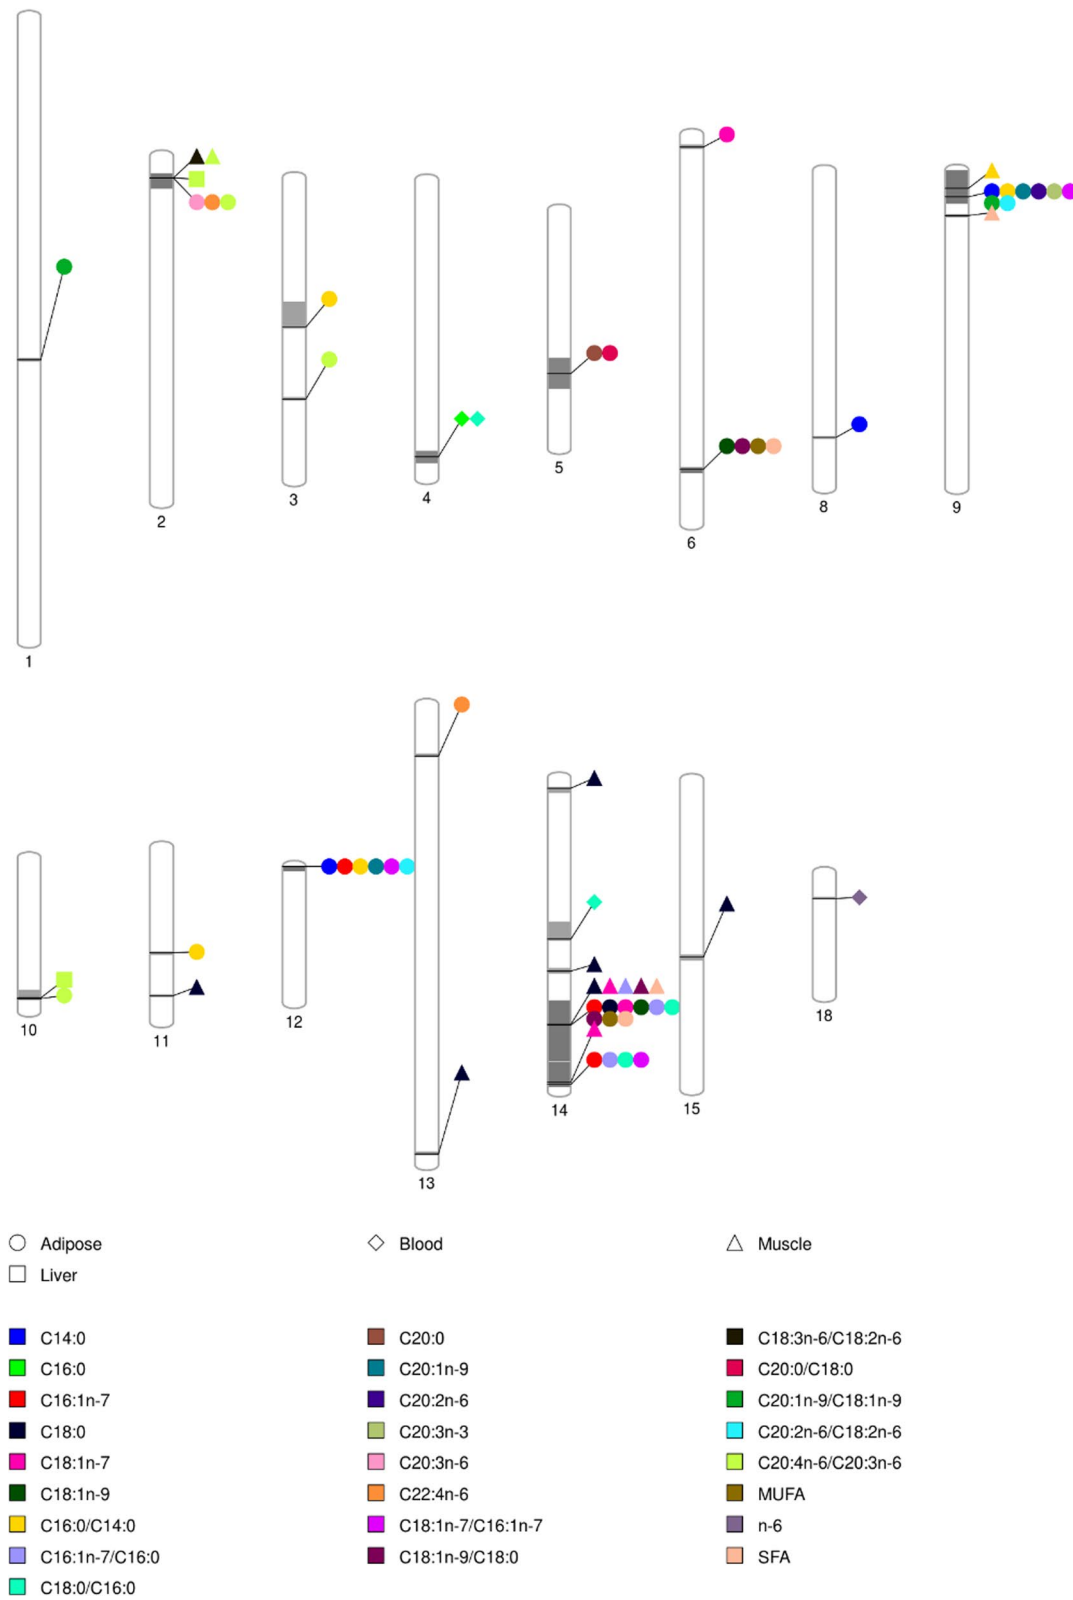 1
2
3
4
5
6
8
9
10
11
12
13
14
15
18
Adipose
Blood
Muscle
Liver
C14:0
C20:0
C18:3n-6/C18:2n-6
C16:0
C20:1n-9
C20:0/C18:0
C16:1n-7
C20:2n-6
C20:1n-9/C18:1n-9
C18:0
C20:3n-3
C20:2n-6/C18:2n-6
C18:1n-7
C20:3n-6
C20:4n-6/C20:3n-6
C18:1n-9
C22:4n-6
MUFA
C16:0/C14:0
C18:1n-7/C16:1n-7
n-6
C16:1n-7/C16:0
C18:1n-9/C18:0
SFA
C18:0/C16:0